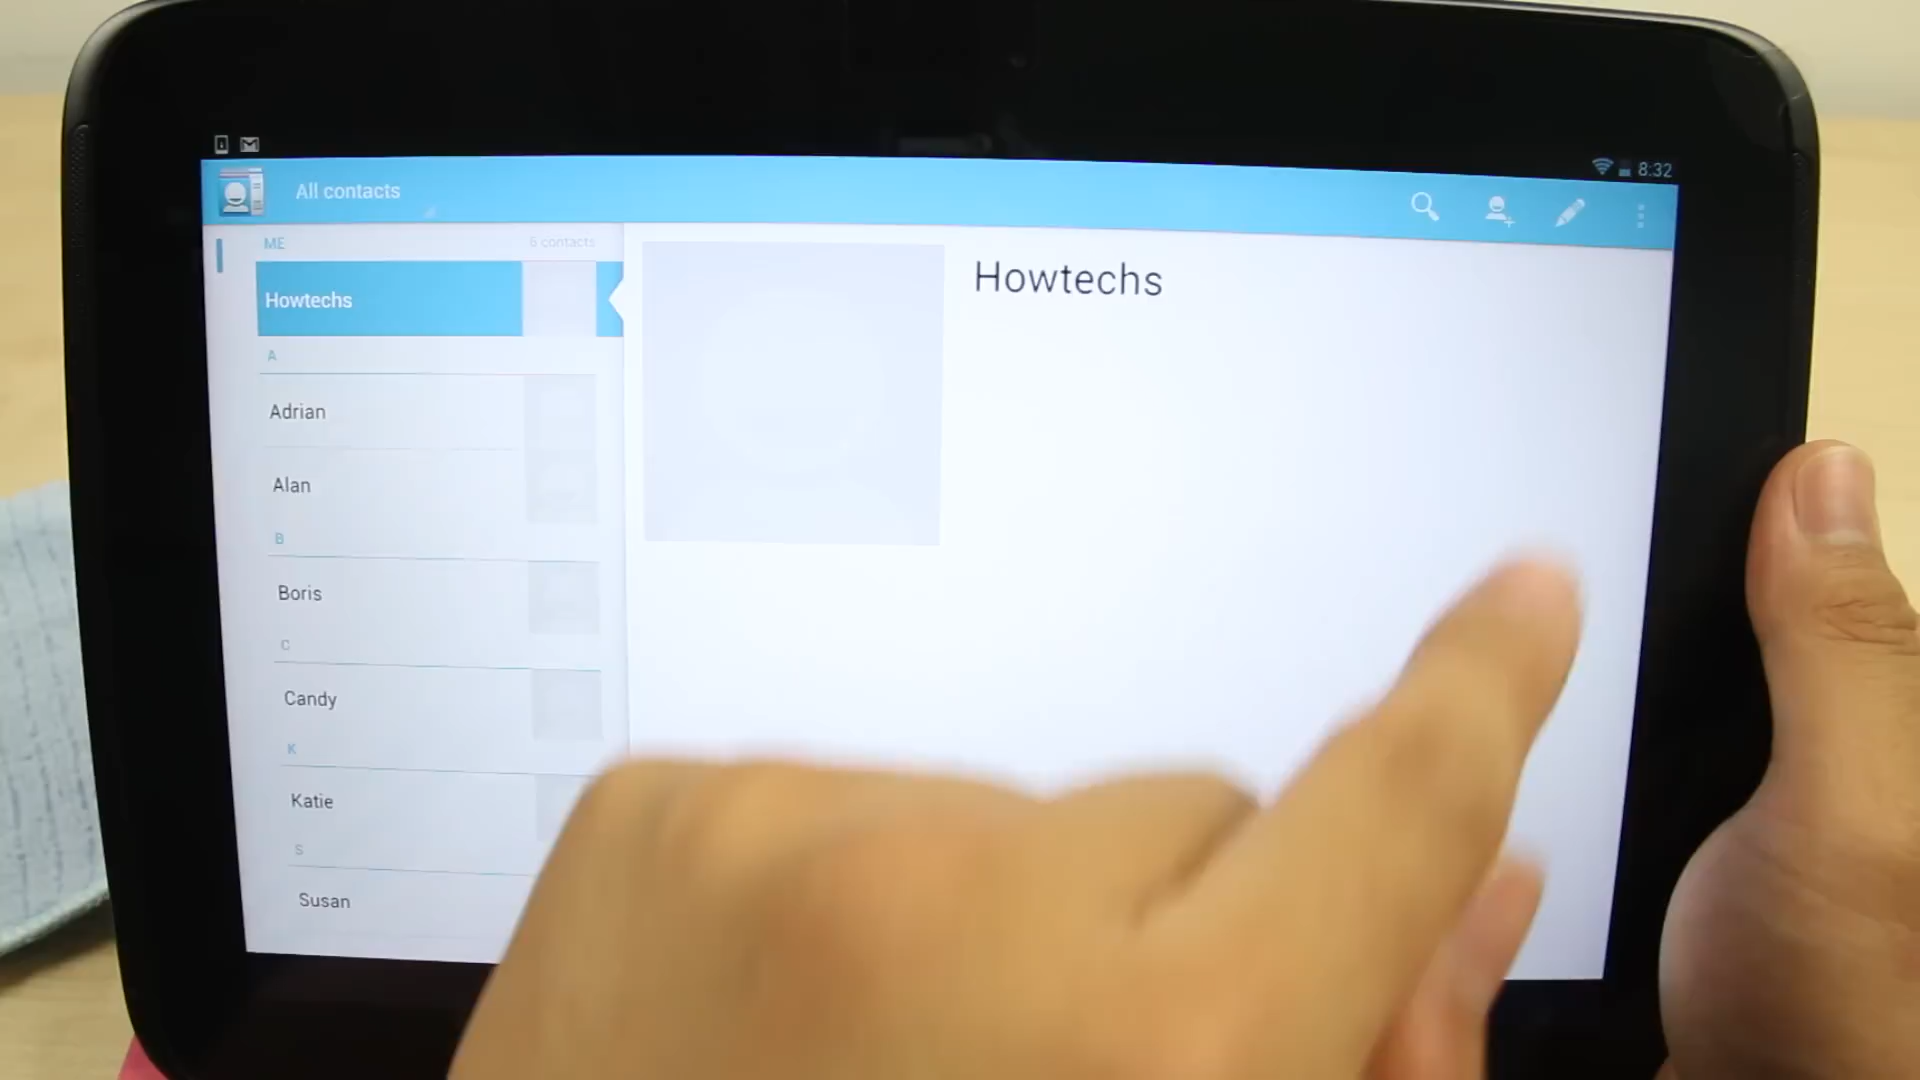 8:32
All contacts
ME
6 contacts
Howtechs
Howtechs
A
Adrian
Alan
B
Boris
C
Candy
K
Katie
S
Susan